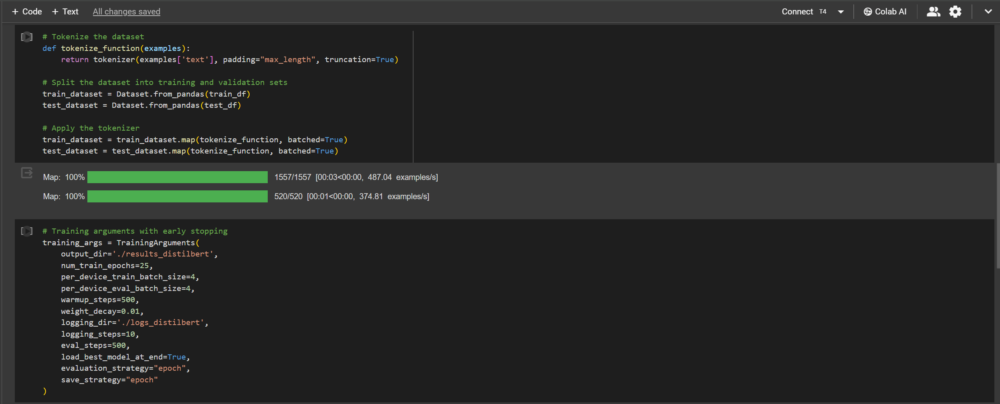 + Code + Text All changes saved Connect T4 Colab AI
[ ] # Tokenize the dataset
def tokenize_function(examples):
    return tokenizer(examples['text'], padding="max_length", truncation=True)

# Split the dataset into training and validation sets
train_dataset = Dataset.from_pandas(train_df)
test_dataset = Dataset.from_pandas(test_df)

# Apply the tokenizer
train_dataset = train_dataset.map(tokenize_function, batched=True)
test_dataset = test_dataset.map(tokenize_function, batched=True)
Map: 100% 1557/1557 [00:03<00:00, 487.04 examples/s]
Map: 100% 520/520 [00:01<00:00, 374.81 examples/s]
[ ] # Training arguments with early stopping
training_args = TrainingArguments(
    output_dir='./results_distilbert',
    num_train_epochs=25,
    per_device_train_batch_size=4,
    per_device_eval_batch_size=4,
    warmup_steps=500,
    weight_decay=0.01,
    logging_dir='./logs_distilbert',
    logging_steps=10,
    eval_steps=500,
    load_best_model_at_end=True,
    evaluation_strategy="epoch",
    save_strategy="epoch"
)